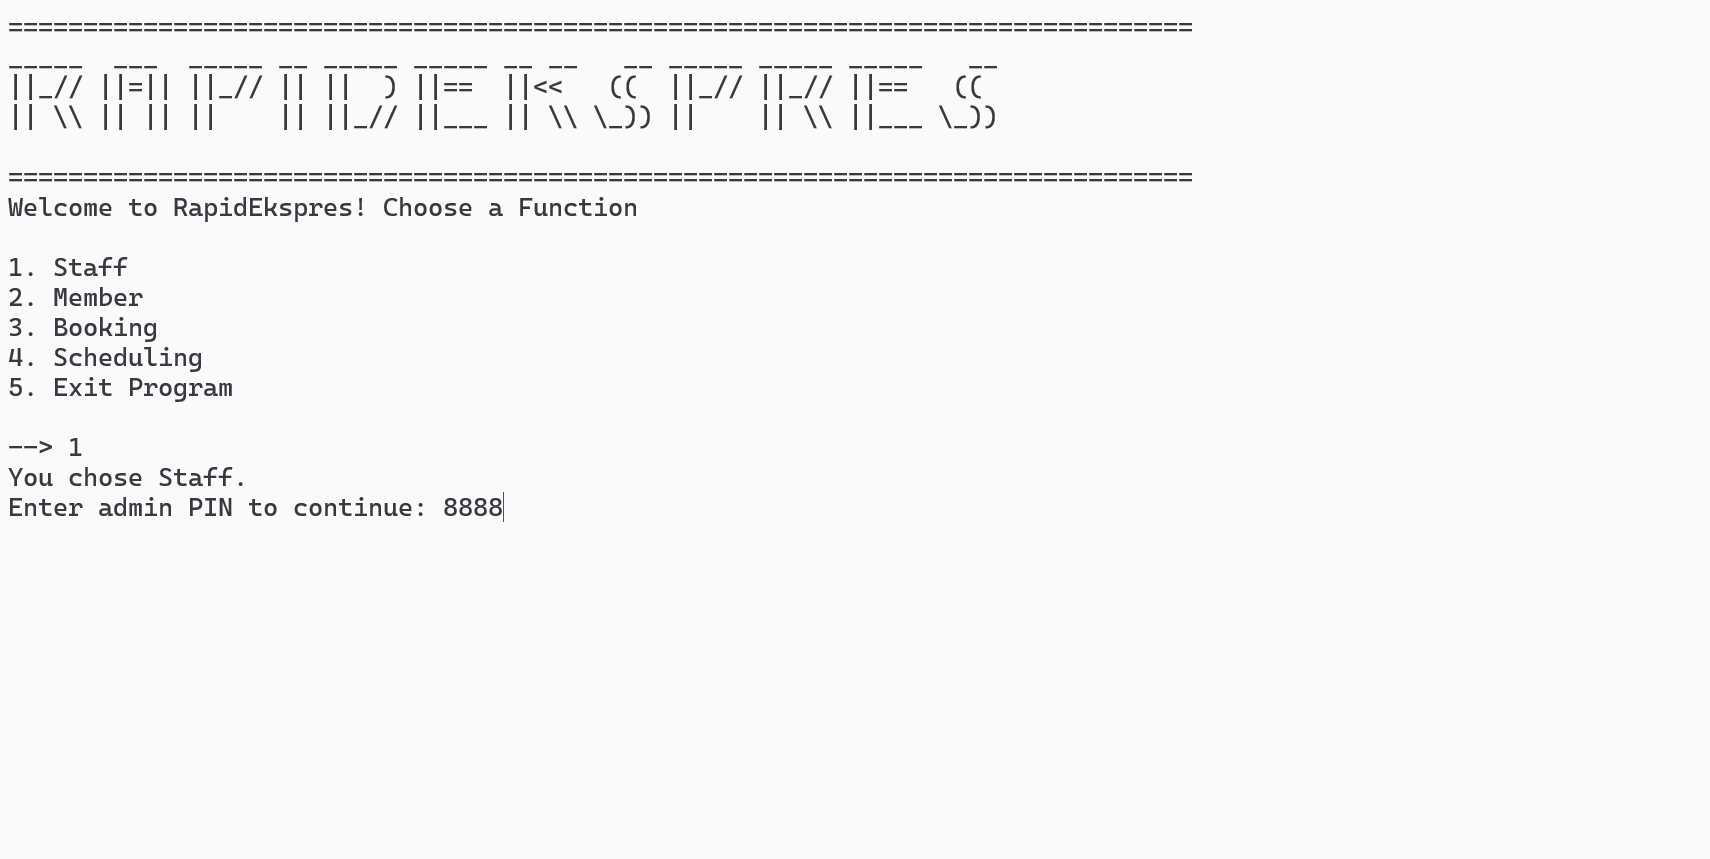 ===============================================================================
_____  ___  _____ __ _____ _____ __ __   __ _____ _____ _____   __
||_// ||=|| ||_// || ||  ) ||==  ||<<   ((  ||_// ||_// ||==   ((
|| \\ || || ||    || ||_// ||___ || \\ \_)) ||    || \\ ||___ \_))
===============================================================================
Welcome to RapidEkspres! Choose a Function
1. Staff
2. Member
3. Booking
4. Scheduling
5. Exit Program
--> 1
You chose Staff.
Enter admin PIN to continue: 8888